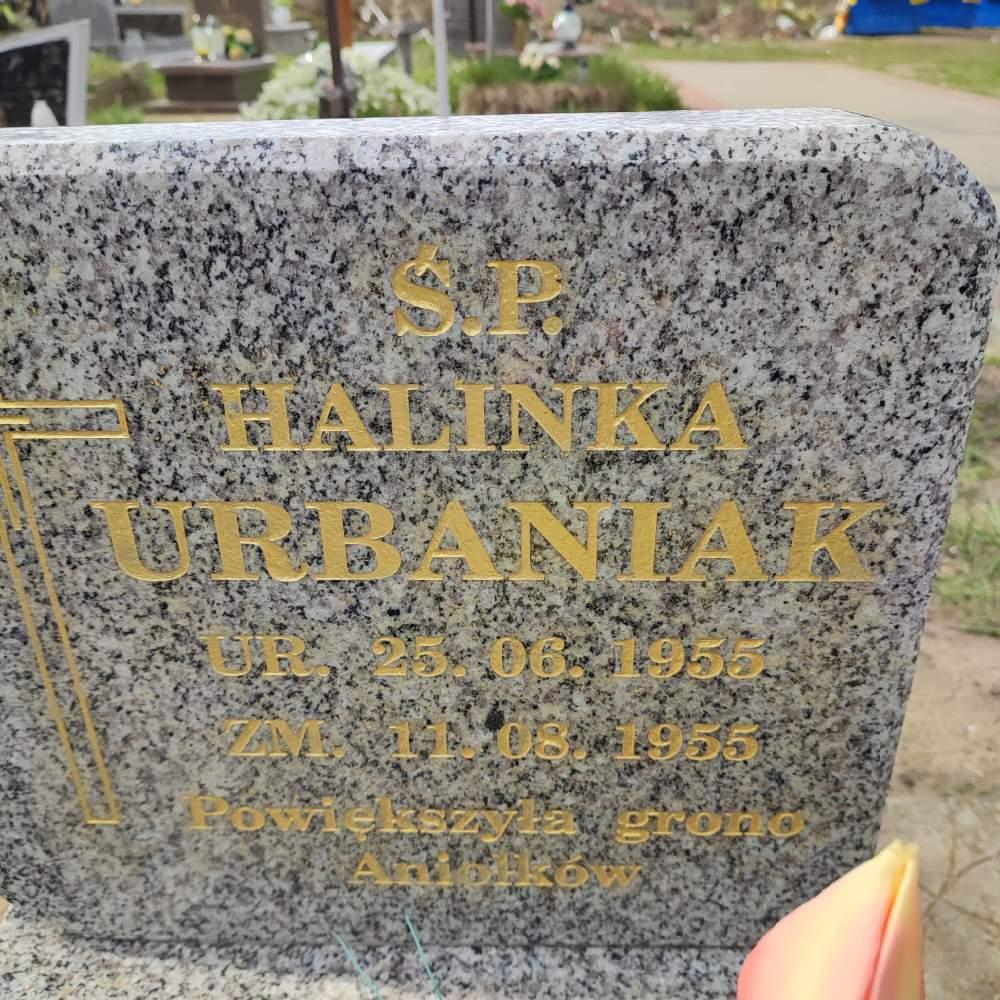 Ś.P.
HALINKA
URBANIAK
UR. 25. 06. 1955
ZM. 11. 08. 1955
Powiększyła grono
Aniołków